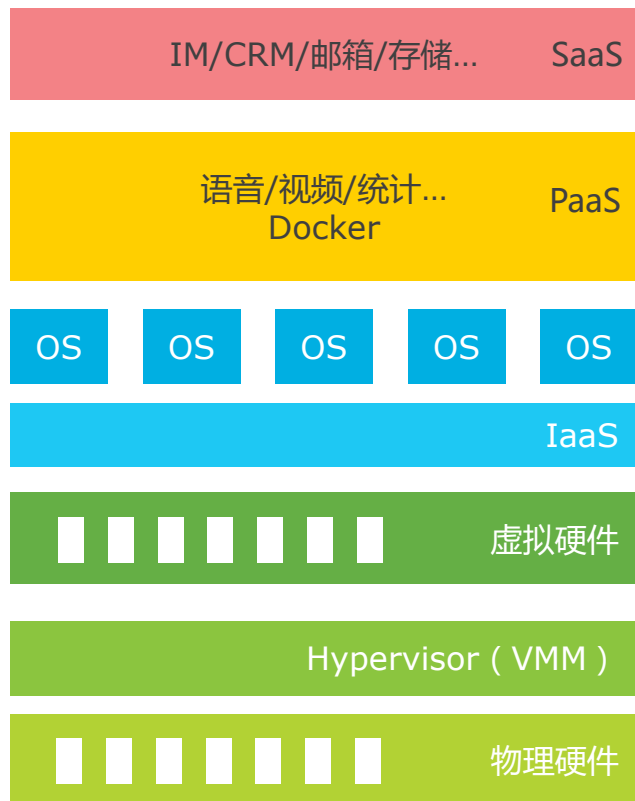 IM/CRM/邮箱/存储... SaaS
语音/视频/统计... PaaS
Docker
OS OS OS OS OS
IaaS
虚拟硬件
Hypervisor（VMM）
物理硬件